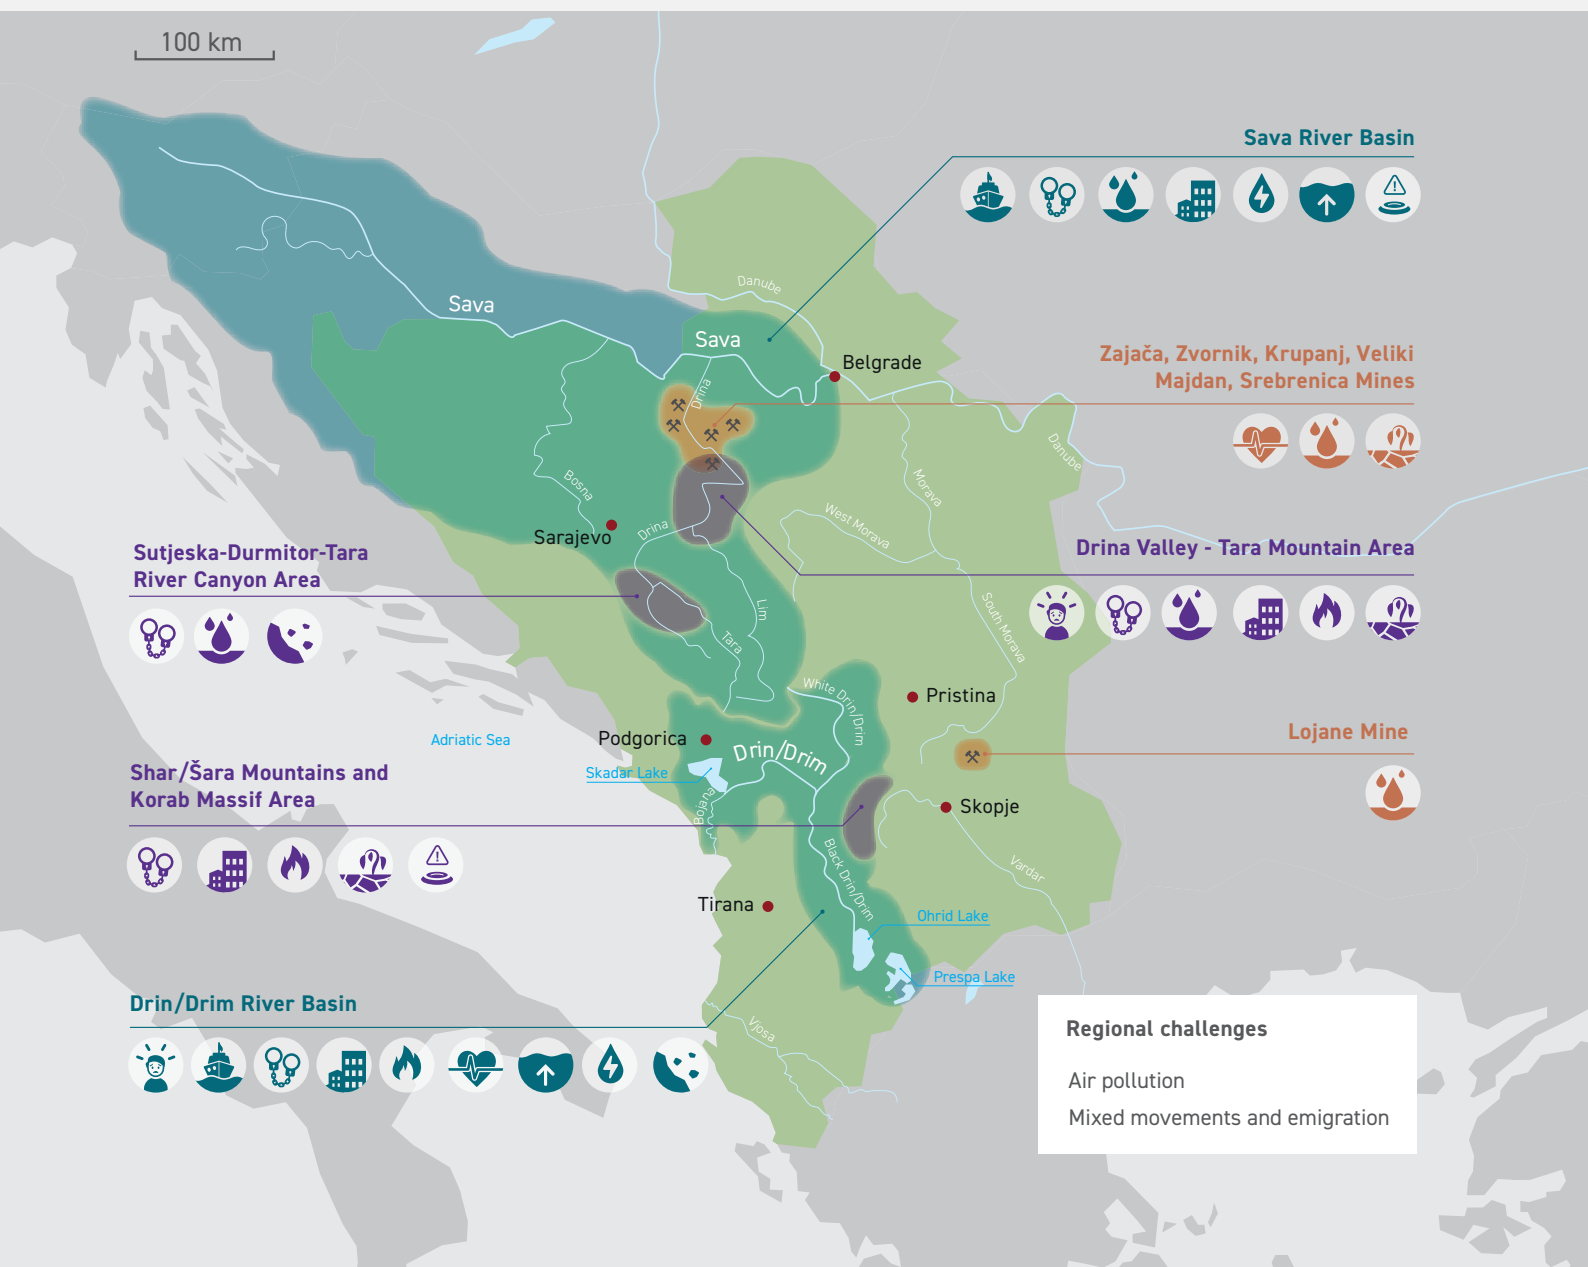 100 km
Sava River Basin
Sava
Danube
Sava
Belgrade
Zajača, Zvornik, Krupanj, Veliki
Majdan, Srebrenica Mines
Drina
Danube
Bosna
Morava
West Morava
Sarajevo
Drina
Sutjeska-Durmitor-Tara
River Canyon Area
Drina Valley - Tara Mountain Area
Lim
Tara
South Morava
White Drin/Drim
Pristina
Adriatic Sea
Podgorica
Drin/Drim
Skadar Lake
Lojane Mine
Shar/Šara Mountains and
Korab Massif Area
Bojana
Skopje
Black Drin/Drim
Vardar
Tirana
Ohrid Lake
Prespa Lake
Drin/Drim River Basin
Vjosa
Regional challenges
Air pollution
Mixed movements and emigration